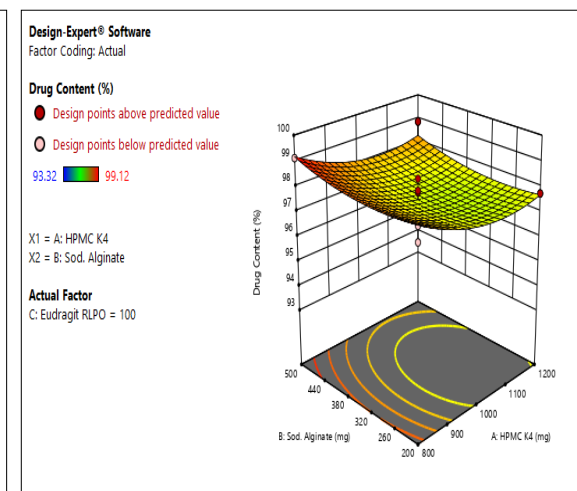 Design-Expert® Software
Factor Coding: Actual
Drug Content (%)
Design points above predicted value
Design points below predicted value
93.32 99.12
X1 = A: HPMC K4
X2 = B: Sod. Alginate
Actual Factor
C: Eudragit RLPO = 100
Drug Content (%)
100
99
98
97
96
95
94
93
500
440
380
320
260
200
B: Sod. Alginate (mg)
800
900
1000
1100
1200
A: HPMC K4 (mg)